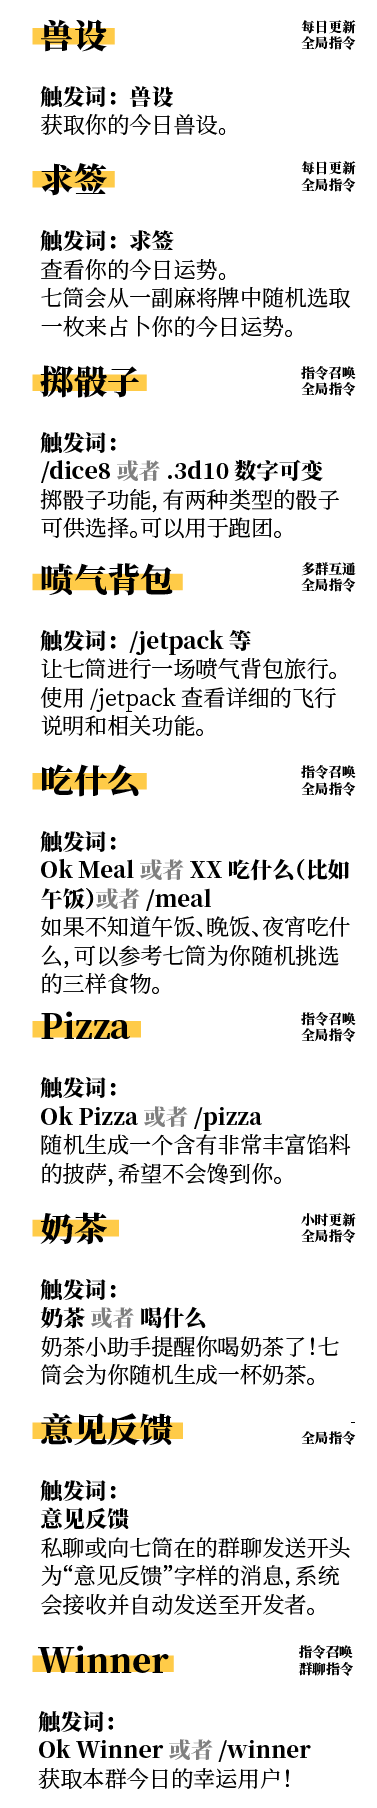 兽设
每日更新
全局指令
触发词：兽设
获取你的今日兽设。
求签
每日更新
全局指令
触发词：求签
查看你的今日运势。
七筒会从一副麻将牌中随机选取
一枚来占卜你的今日运势。
掷骰子
指令召唤
全局指令
触发词：
/dice8 或者 .3d10 数字可变
掷骰子功能，有两种类型的骰子
可供选择。可以用于跑团。
喷气背包
多群互通
全局指令
触发词：/jetpack 等
让七筒进行一场喷气背包旅行。
使用 /jetpack 查看详细的飞行
说明和相关功能。
吃什么
指令召唤
全局指令
触发词：
Ok Meal 或者 XX 吃什么（比如
午饭）或者 /meal
如果不知道午饭、晚饭、夜宵吃什
么，可以参考七筒为你随机挑选
的三样食物。
Pizza
指令召唤
全局指令
触发词：
Ok Pizza 或者 /pizza
随机生成一个含有非常丰富馅料
的披萨，希望不会馋到你。
奶茶
小时更新
全局指令
触发词：
奶茶 或者 喝什么
奶茶小助手提醒你喝奶茶了！七
筒会为你随机生成一杯奶茶。
意见反馈
-
全局指令
触发词：
意见反馈
私聊或向七筒在的群聊发送开头
为“意见反馈”字样的消息，系统
会接收并自动发送至开发者。
Winner
指令召唤
群聊指令
触发词：
Ok Winner 或者 /winner
获取本群今日的幸运用户！